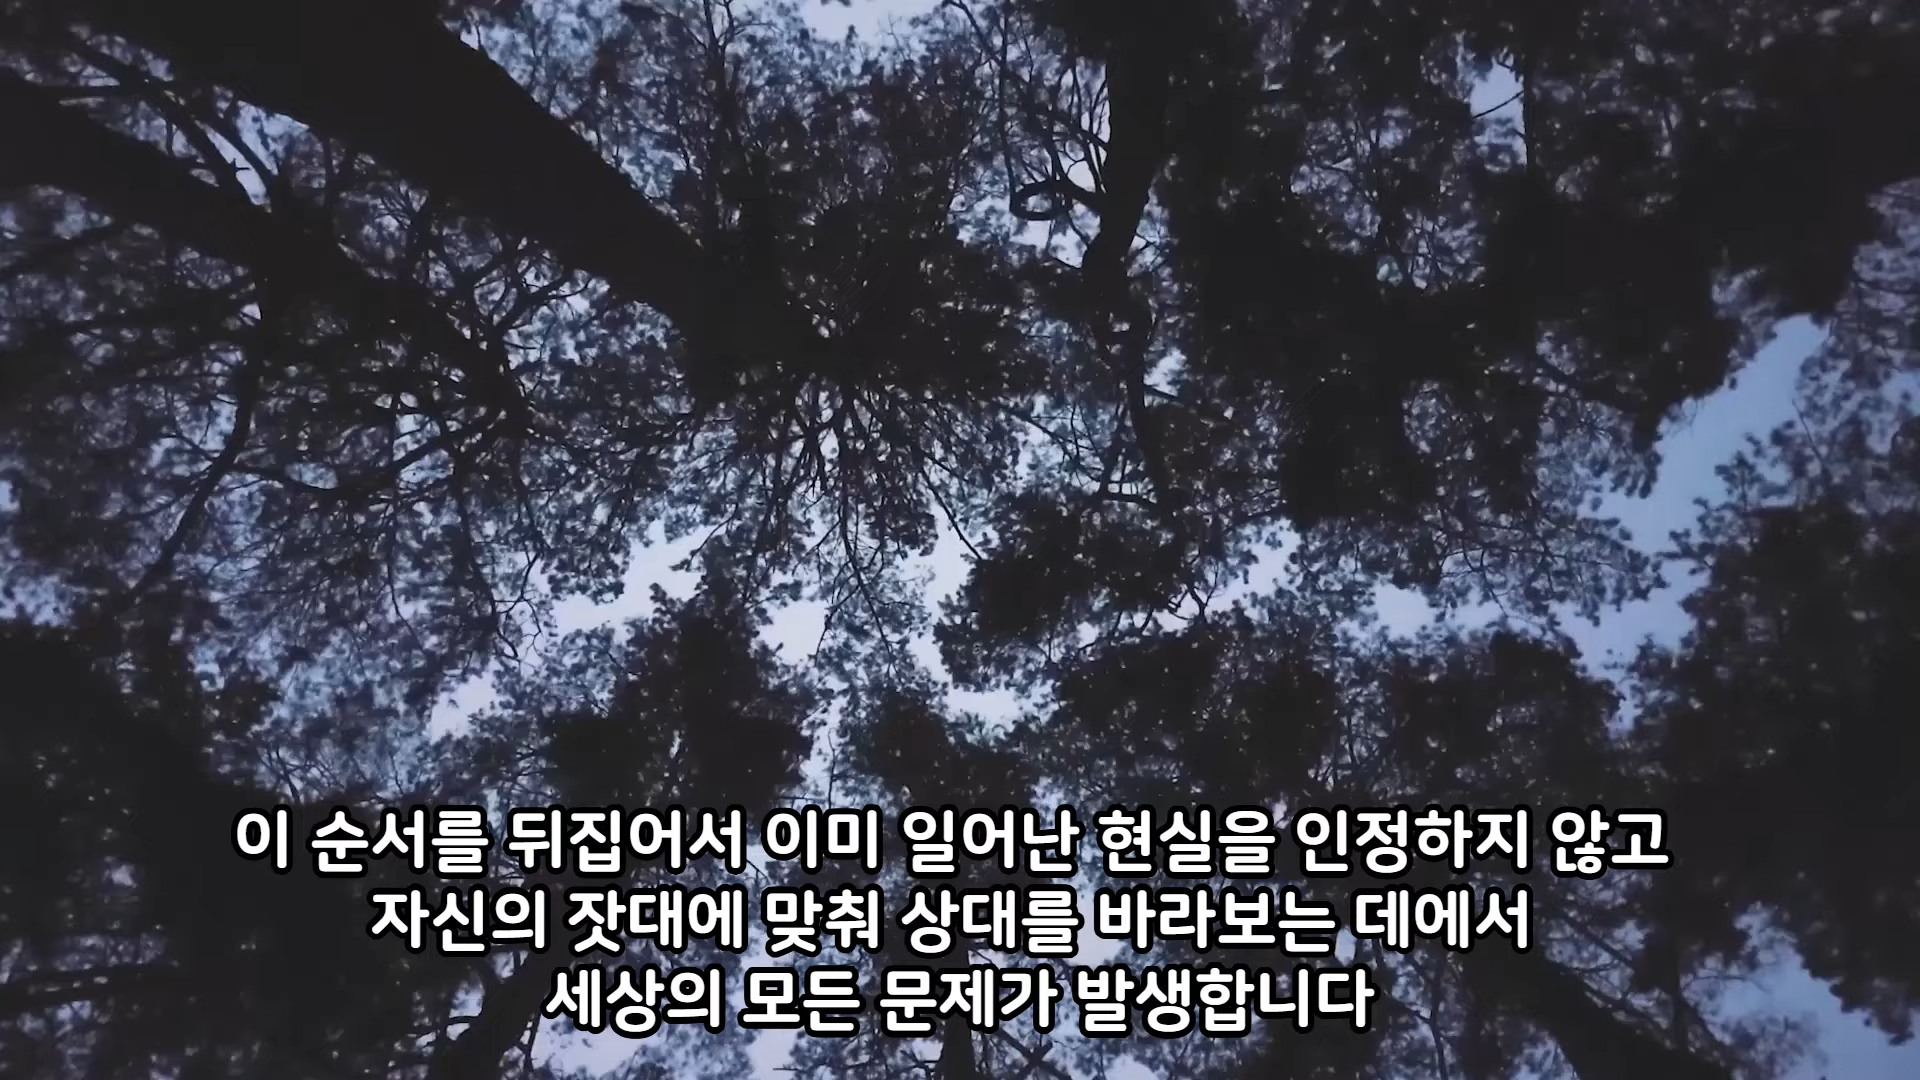 이 순서를 뒤집어서 이미 일어난 현실을 인정하지 않고
자신의 잣대에 맞춰 상대를 바라보는 데에서
세상의 모든 문제가 발생합니다